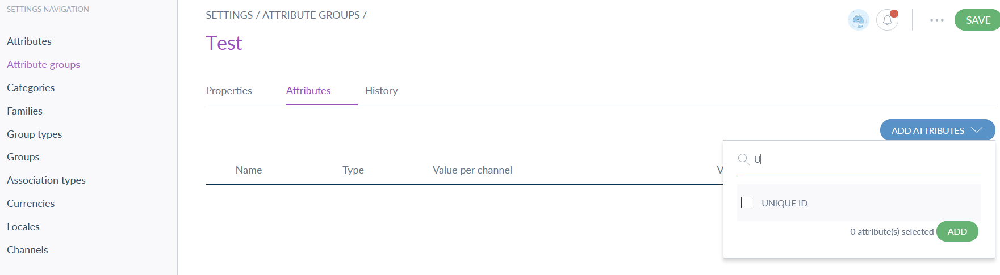 SETTINGS NAVIGATION
Attributes
Attribute groups
Categories
Families
Group types
Groups
Association types
Currencies
Locales
Channels
SETTINGS / ATTRIBUTE GROUPS /
SAVE
Test
Properties Attributes History
ADD ATTRIBUTES
Name Type Value per channel V
U
UNIQUE ID
0 attribute(s) selected ADD